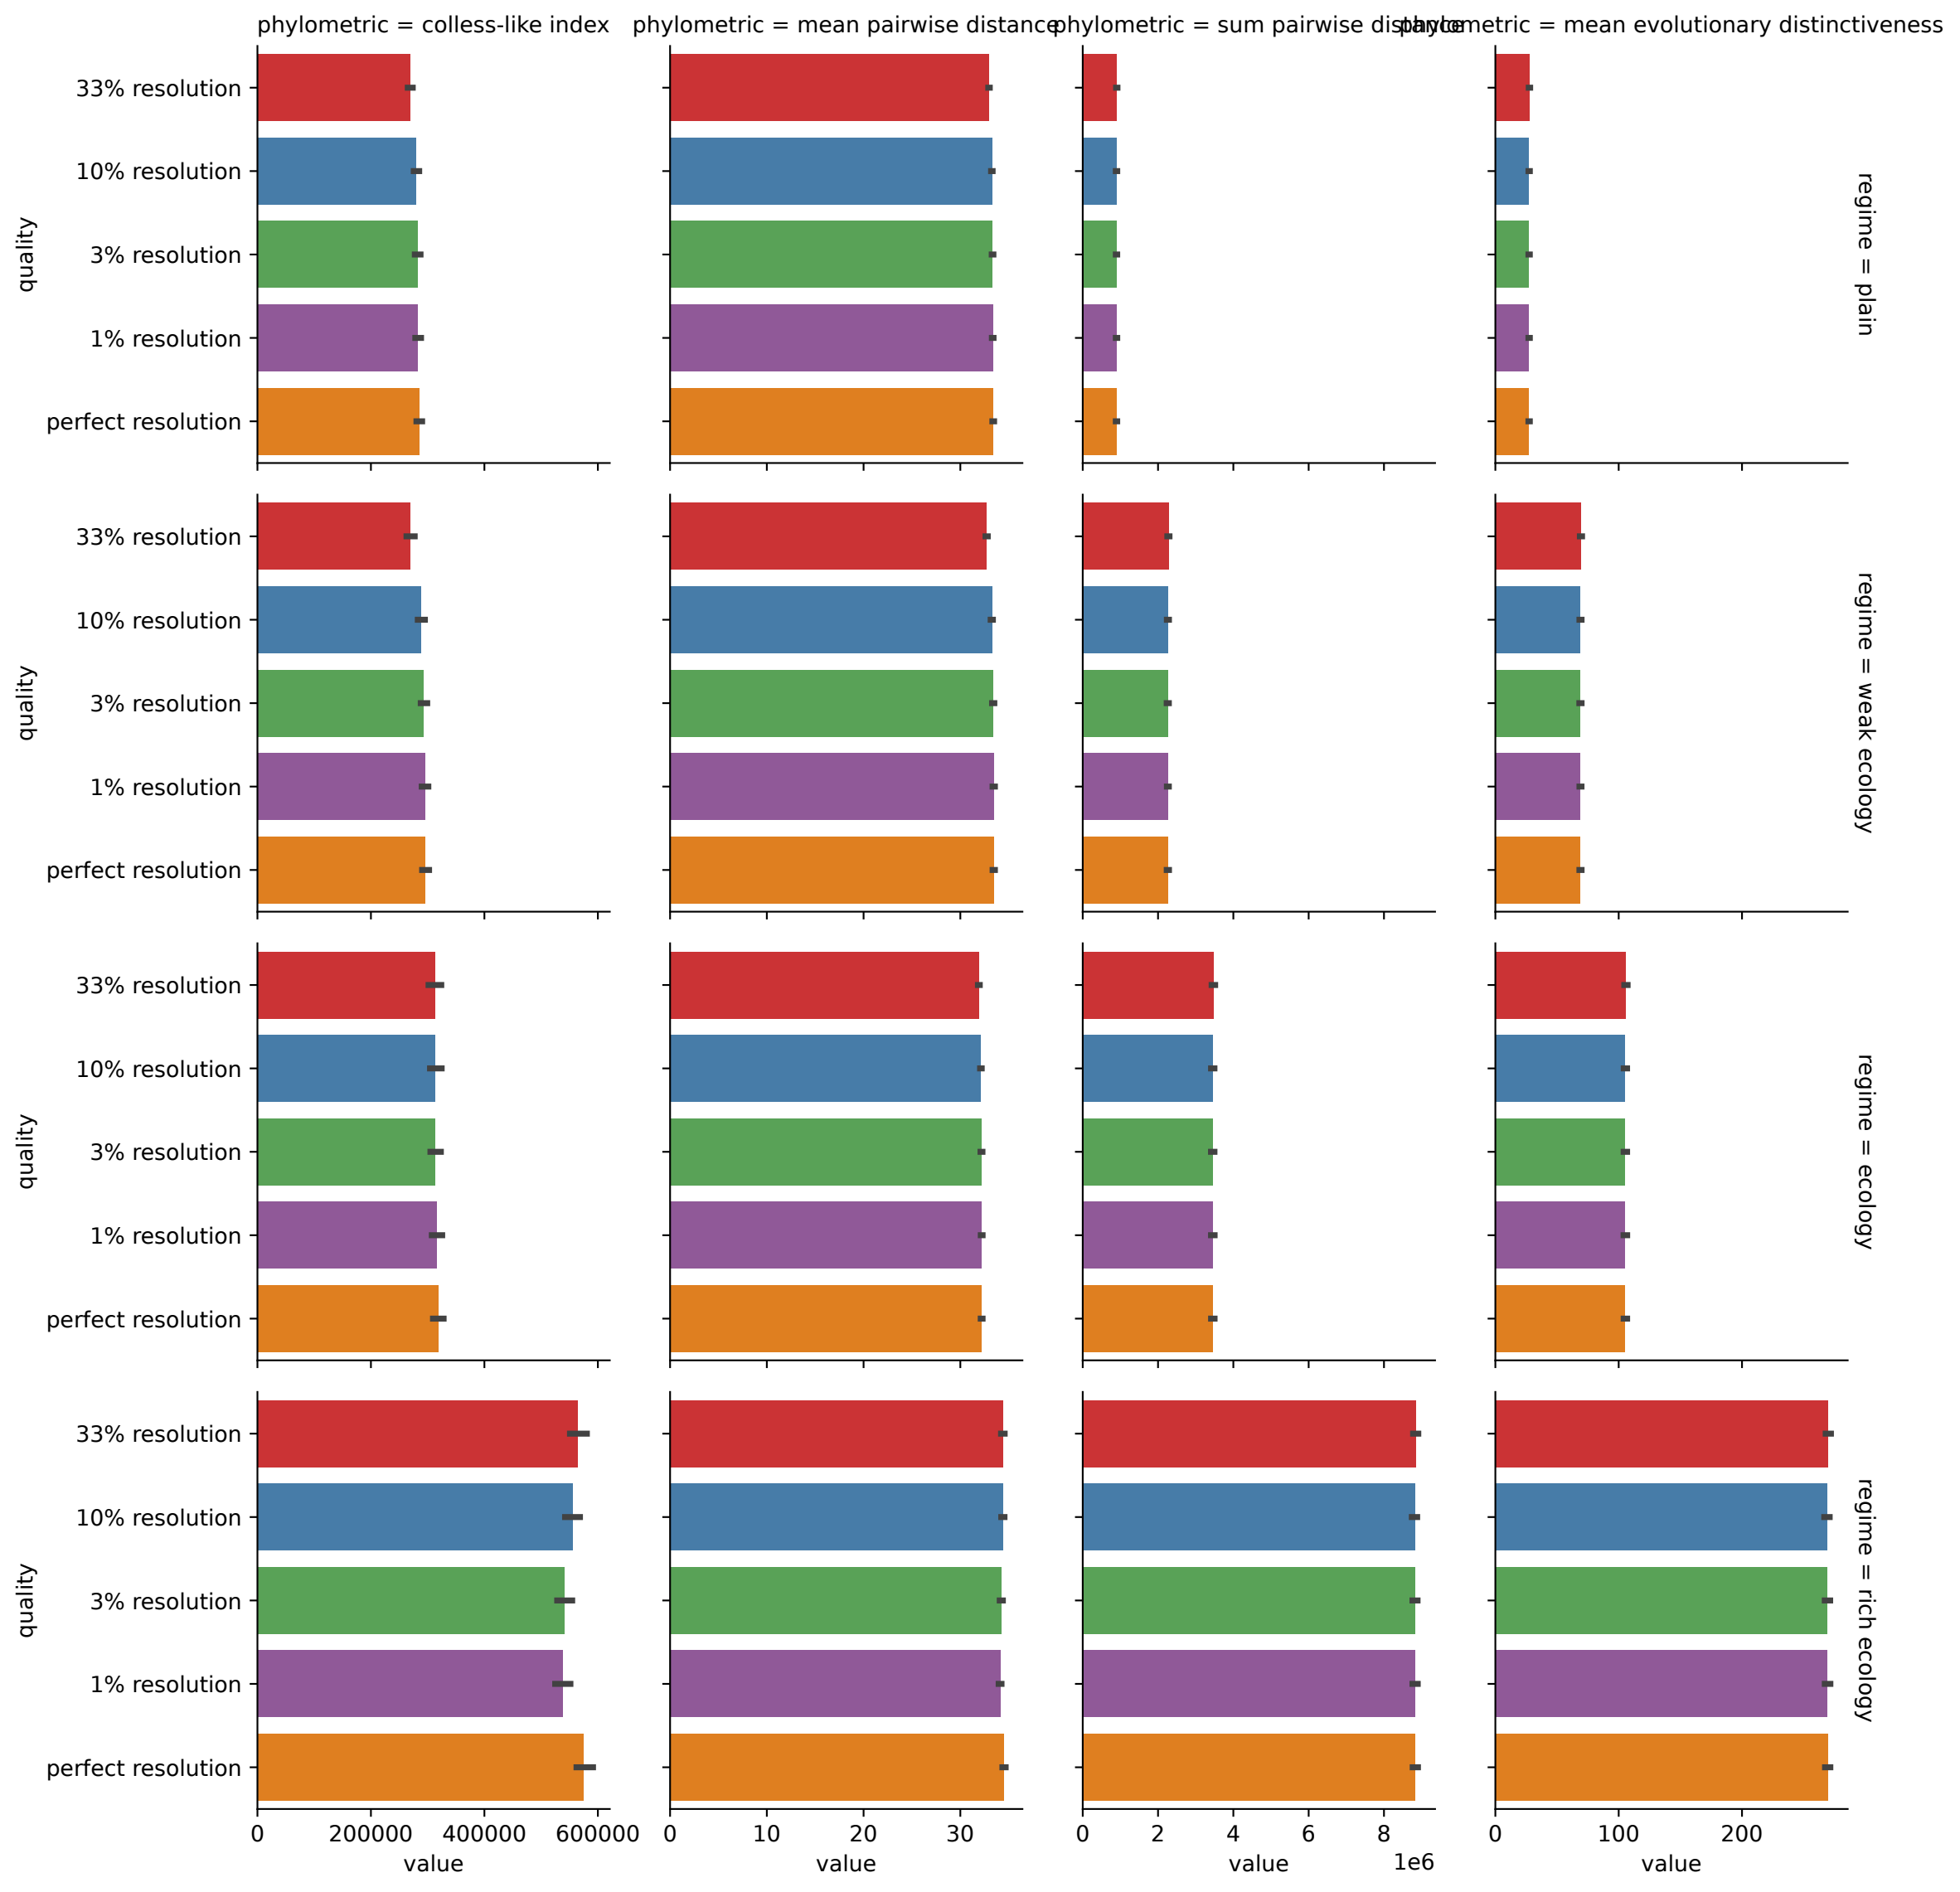 phylometric = colless-like index
phylometric = mean pairwise distance
phylometric = sum pairwise distance
phylometric = mean evolutionary distinctiveness
quality
33% resolution
10% resolution
3% resolution
1% resolution
perfect resolution
regime = plain
quality
33% resolution
10% resolution
3% resolution
1% resolution
perfect resolution
regime = weak ecology
quality
33% resolution
10% resolution
3% resolution
1% resolution
perfect resolution
regime = ecology
quality
33% resolution
10% resolution
3% resolution
1% resolution
perfect resolution
regime = rich ecology
0 200000 400000 600000
value
0 10 20 30
value
0 2 4 6 8
1e6
value
0 100 200
value